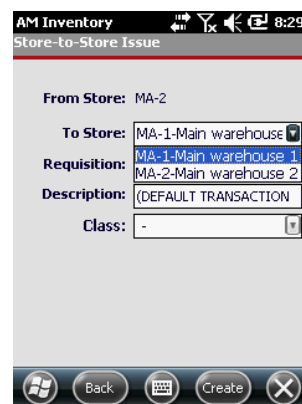 AM Inventory 8:29
Store-to-Store Issue
From Store: MA-2
To Store: MA-1-Main warehouse
Requisition: MA-1-Main warehouse 1
MA-2-Main warehouse 2
Description: (DEFAULT TRANSACTION
Class: -
Back Create